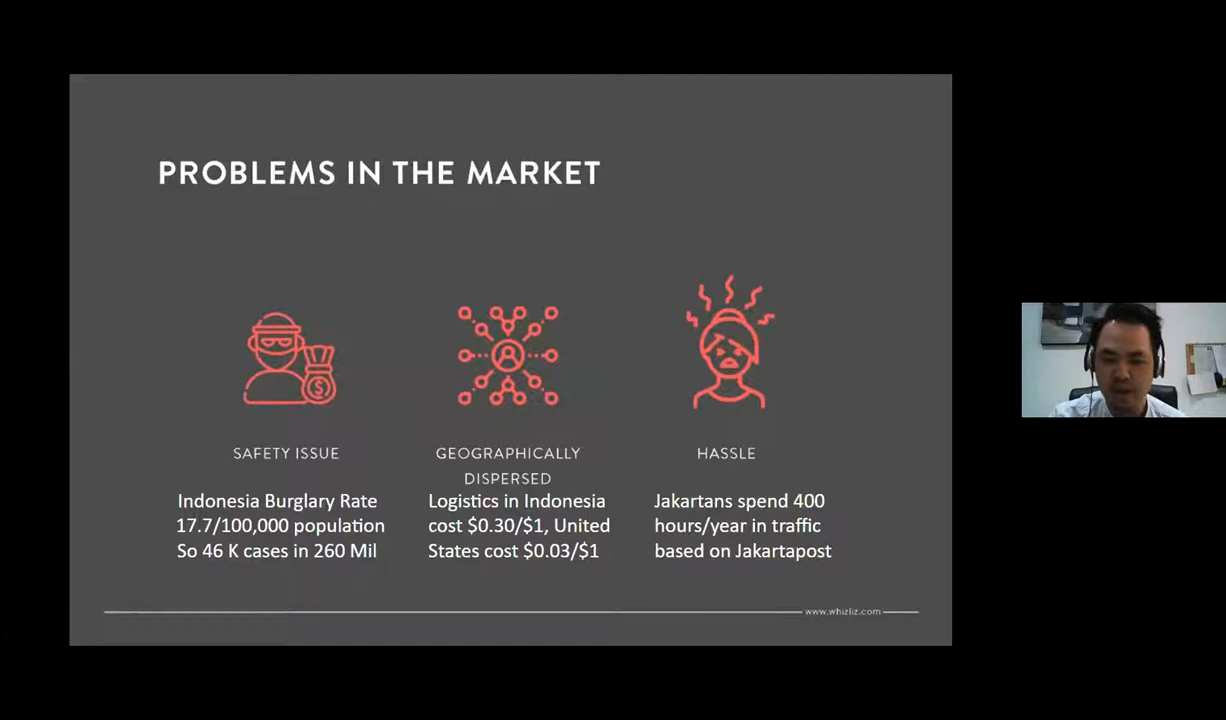 PROBLEMS IN THE MARKET
SAFETY ISSUE
Indonesia Burglary Rate
17.7/100,000 population
So 46 K cases in 260 Mil
GEOGRAPHICALLY
DISPERSED
Logistics in Indonesia
cost $0.30/$1, United
States cost $0.03/$1
HASSLE
Jakartans spend 400
hours/year in traffic
based on Jakartapost
www.whizliz.com